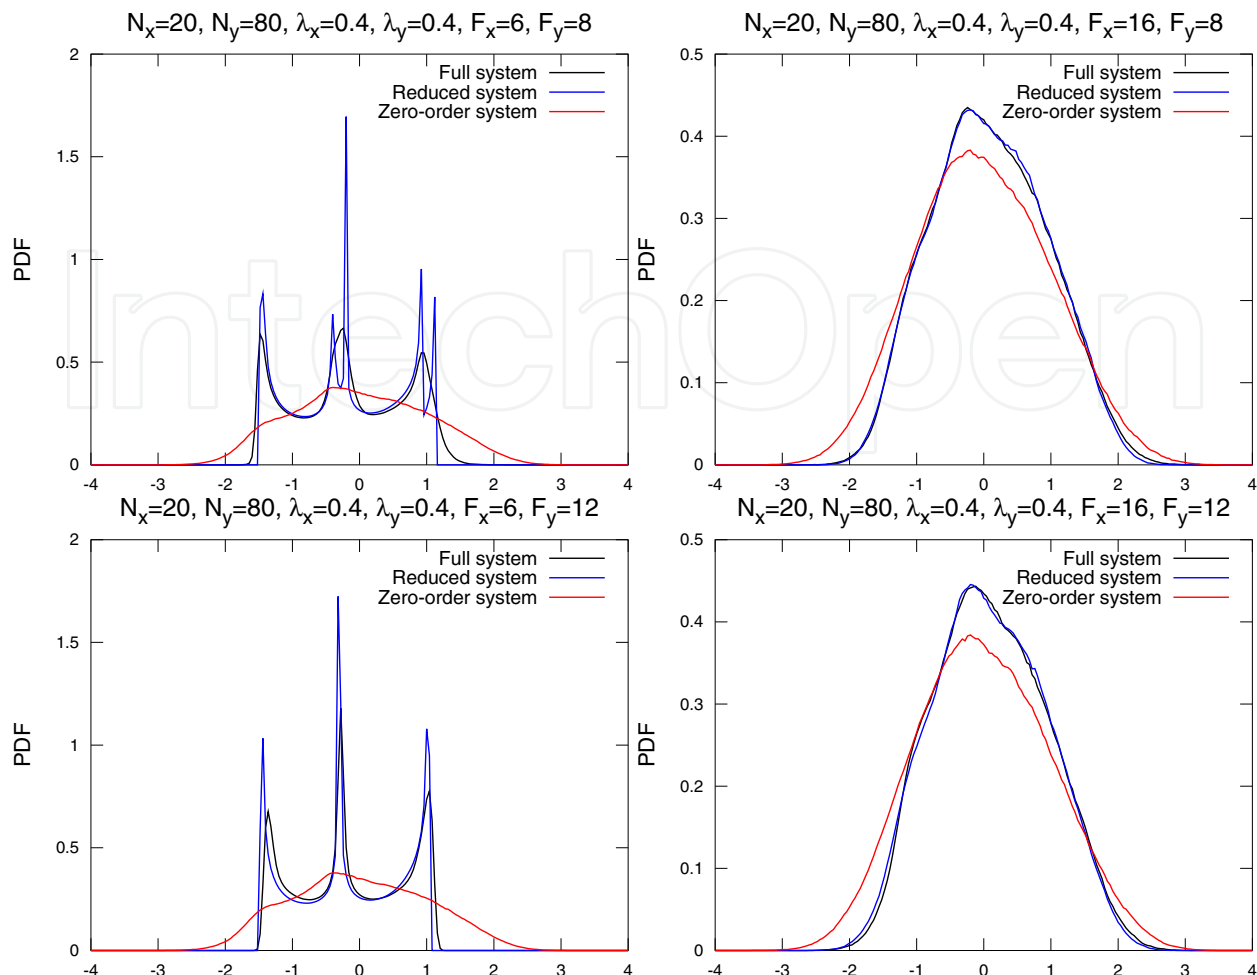 N_x=20, N_y=80, λ_x=0.4, λ_y=0.4, F_x=6, F_y=8
2
1.5
1
0.5
0
PDF
Full system
Reduced system
Zero-order system
-4 -3 -2 -1 0 1 2 3 4
N_x=20, N_y=80, λ_x=0.4, λ_y=0.4, F_x=16, F_y=8
0.5
0.4
0.3
0.2
0.1
0
PDF
Full system
Reduced system
Zero-order system
-4 -3 -2 -1 0 1 2 3 4
N_x=20, N_y=80, λ_x=0.4, λ_y=0.4, F_x=6, F_y=12
2
1.5
1
0.5
0
PDF
Full system
Reduced system
Zero-order system
-4 -3 -2 -1 0 1 2 3 4
N_x=20, N_y=80, λ_x=0.4, λ_y=0.4, F_x=16, F_y=12
0.5
0.4
0.3
0.2
0.1
0
PDF
Full system
Reduced system
Zero-order system
-4 -3 -2 -1 0 1 2 3 4
IntechOpen